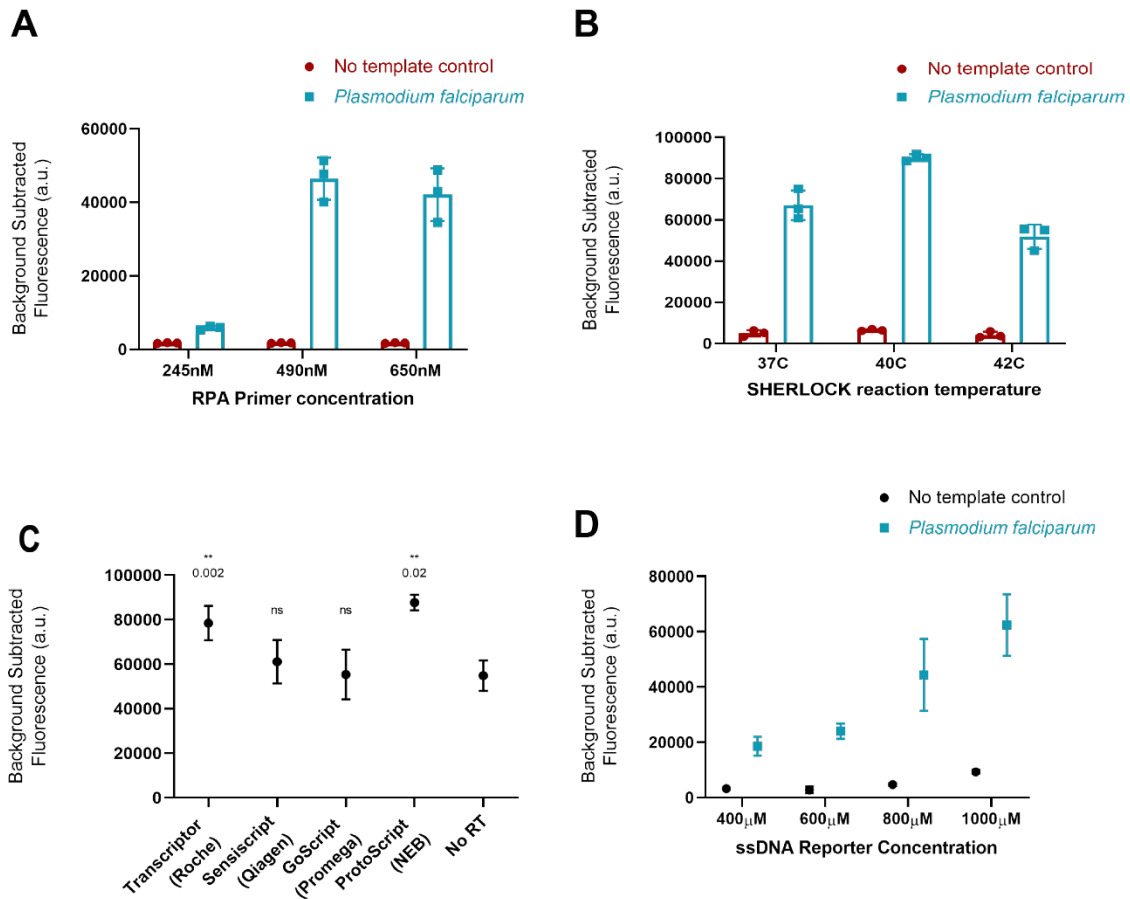 A
No template control
Plasmodium falciparum
Background Subtracted
Fluorescence (a.u.)
60000
40000
20000
0
245nM
490nM
650nM
RPA Primer concentration
B
No template control
Plasmodium falciparum
Background Subtracted
Fluorescence (a.u.)
100000
80000
60000
40000
20000
0
37C
40C
42C
SHERLOCK reaction temperature
C
Background Subtracted
Fluorescence (a.u.)
100000
80000
60000
40000
20000
0
**
0.002
ns
ns
**
0.02
Transcriptor
(Roche)
Sensiscript
(Qiagen)
GoScript
(Promega)
ProtoScript
(NEB)
No RT
D
No template control
Plasmodium falciparum
Background Subtracted
Fluorescence (a.u.)
80000
60000
40000
20000
0
400μM
600μM
800μM
1000μM
ssDNA Reporter Concentration